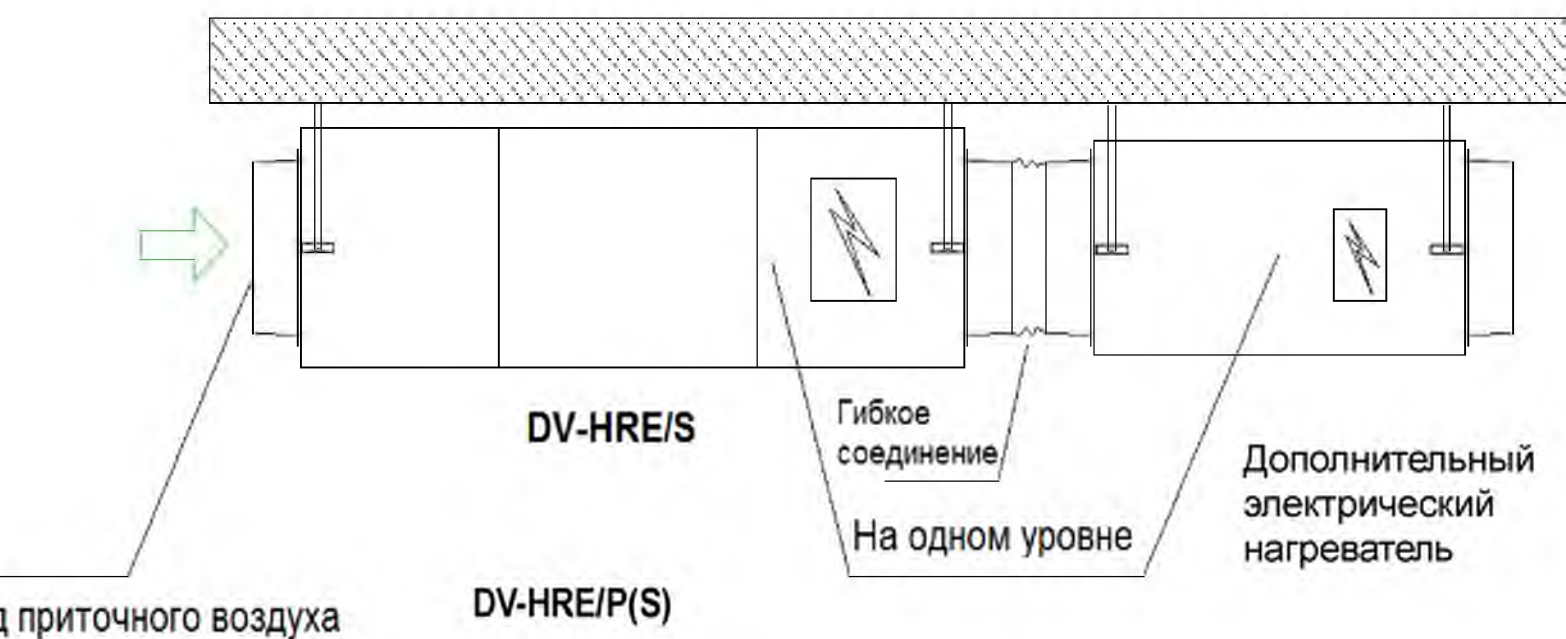 DV-HRE/S
Гибкое
соединение
Дополнительный
электрический
нагреватель
На одном уровне
приточного воздуха
DV-HRE/P(S)